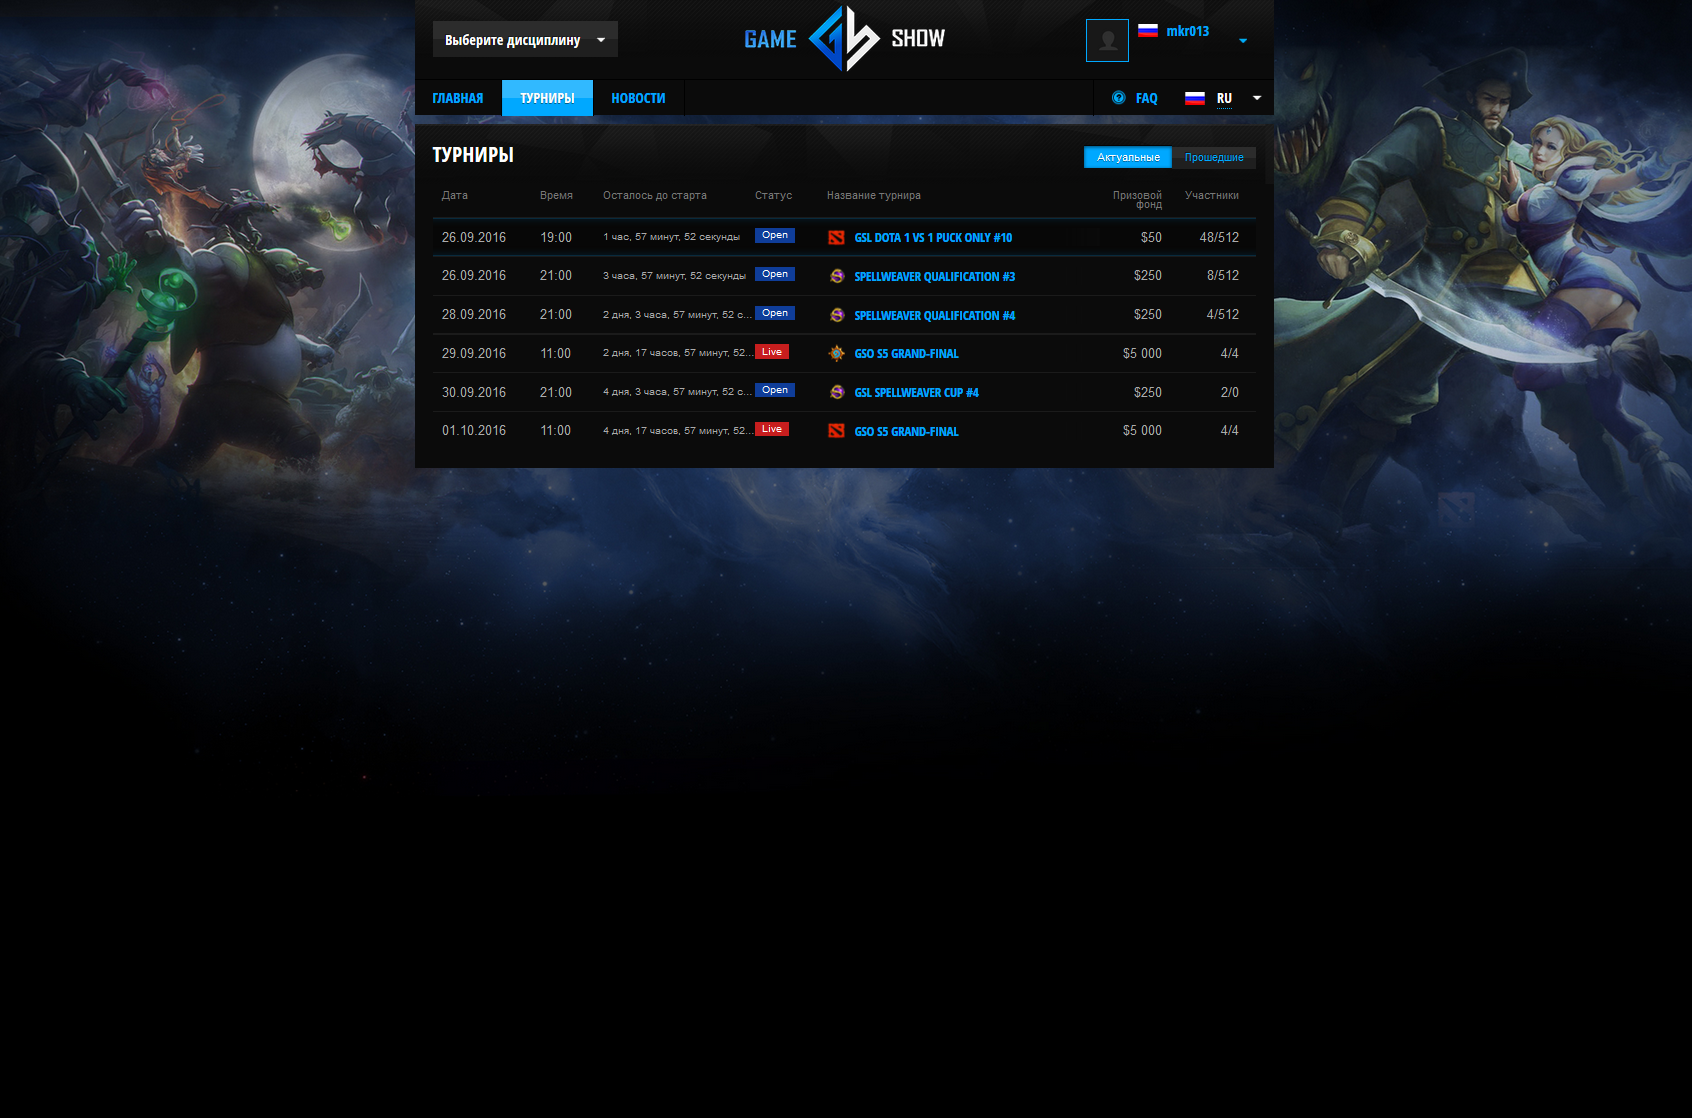 Выберите дисциплину
GAME SHOW
mkr013
ГЛАВНАЯ ТУРНИРЫ НОВОСТИ FAQ RU
ТУРНИРЫ
Актуальные Прошедшие
Дата Время Осталось до старта Статус Название турнира Призовой фонд Участники
26.09.2016 19:00 1 час, 57 минут, 52 секунды Open GSL DOTA 1 VS 1 PUCK ONLY #10 $50 48/512
26.09.2016 21:00 3 часа, 57 минут, 52 секунды Open SPELLWEAVER QUALIFICATION #3 $250 8/512
28.09.2016 21:00 2 дня, 3 часа, 57 минут, 52 с... Open SPELLWEAVER QUALIFICATION #4 $250 4/512
29.09.2016 11:00 2 дня, 17 часов, 57 минут, 52... Live GSO S5 GRAND-FINAL $5 000 4/4
30.09.2016 21:00 4 дня, 3 часа, 57 минут, 52 с... Open GSL SPELLWEAVER CUP #4 $250 2/0
01.10.2016 11:00 4 дня, 17 часов, 57 минут, 52... Live GSO S5 GRAND-FINAL $5 000 4/4